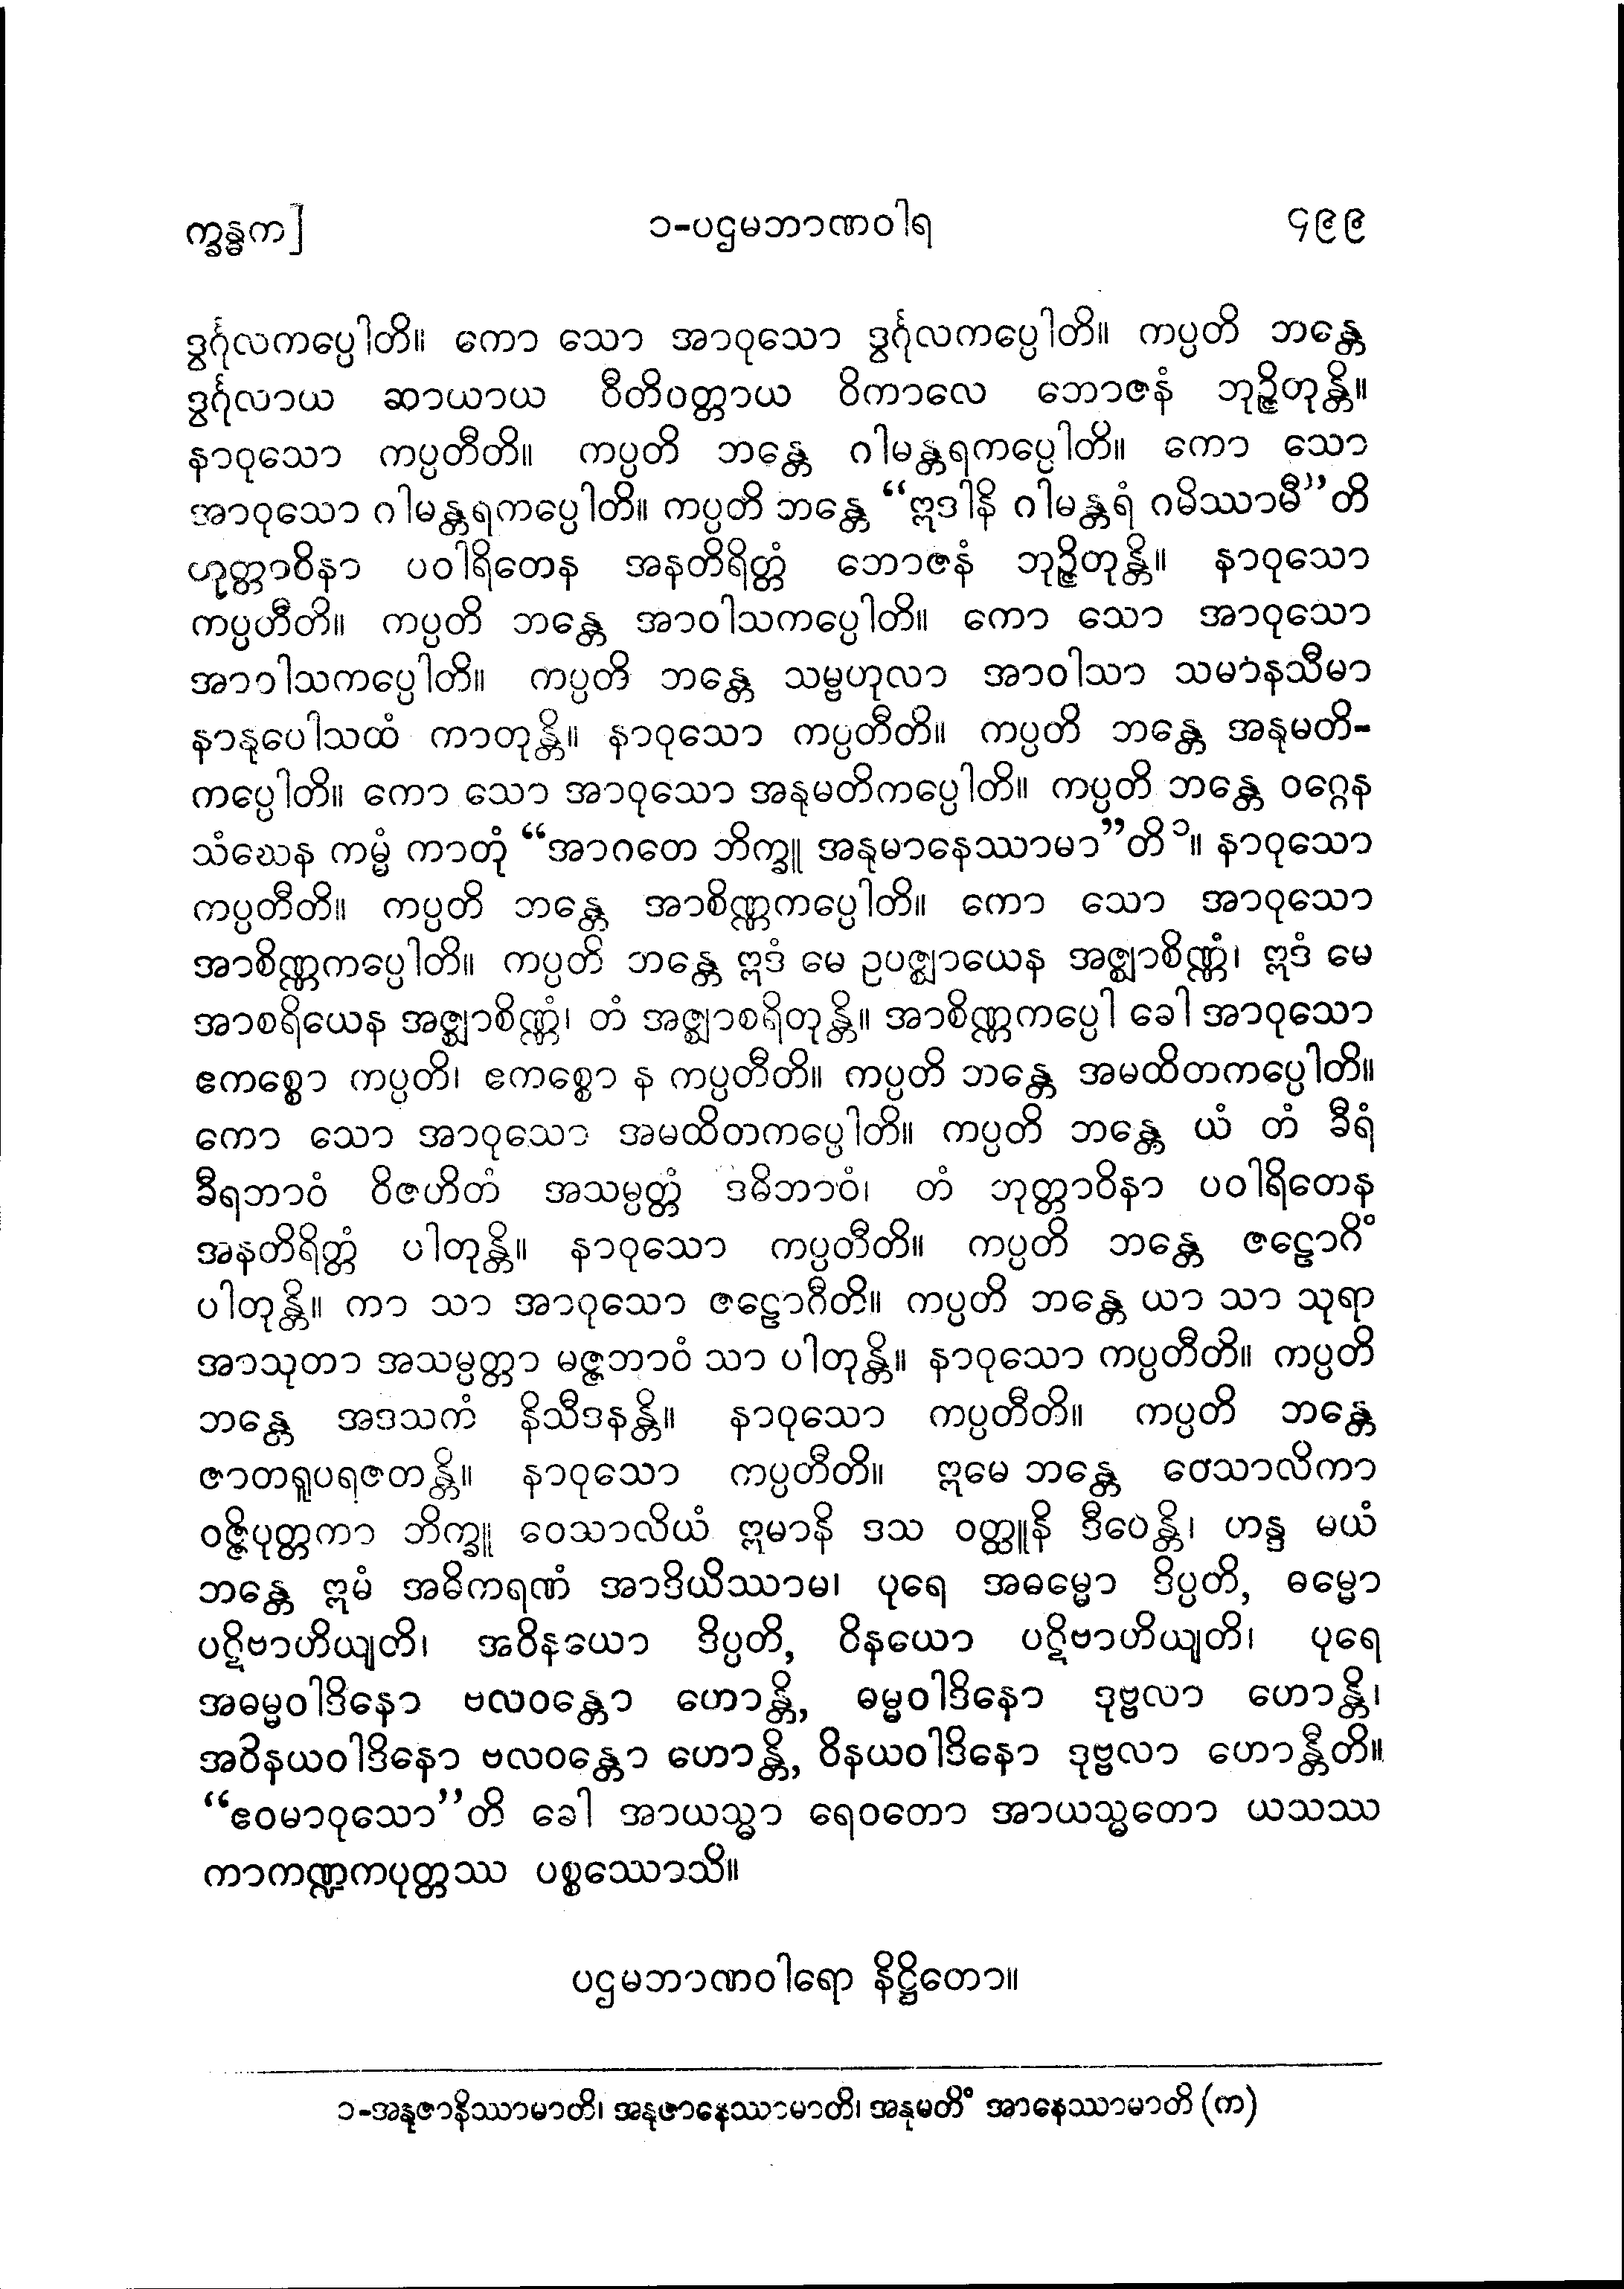 က္ခန္ဓက] ၁-ပဌမဘာဏဝါရ ၄၉၉
ဒွင်္ဂုလကပ္ပေါတိ။ ကော သော အာဝုသော ဒွင်္ဂုလကပ္ပေါတိ။ ကပ္ပတိ ဘန္တေ
ဒွင်္ဂုလာယ ဆာယာယ ဝီတိဝတ္တာယ ဝိကာလေ ဘောဇနံ ဘုဉ္ဇိတုန္တိ။
နာဝုသော ကပ္ပတီတိ။ ကပ္ပတိ ဘန္တေ ဂါမန္တရကပ္ပေါတိ။ ကော သော
အာဝုသော ဂါမန္တရကပ္ပေါတိ။ ကပ္ပတိ ဘန္တေ “ဣဒါနိ ဂါမန္တရံ ဂမိဿာမီ”တိ
ဟုတ္တာဝိနာ ပဝါရိတေန အနတိရိတ္တံ ဘောဇနံ ဘုဉ္ဇိတုန္တိ။ နာဝုသော
ကပ္ပဟီတိ။ ကပ္ပတိ ဘန္တေ အာဝါသကပ္ပေါတိ။ ကော သော အာဝုသော
အာဝါသကပ္ပေါတိ။ ကပ္ပတိ ဘန္တေ သမ္ဗဟုလာ အာဝါသာ သမာနသီမာ
နာနုပေါသထံ ကာတုန္တိ။ နာဝုသော ကပ္ပတီတိ။ ကပ္ပတိ ဘန္တေ အနုမတိ-
ကပ္ပေါတိ။ ကော သော အာဝုသော အနုမတိကပ္ပေါတိ။ ကပ္ပတိ ဘန္တေ ဝဂ္ဂေန
သံဃေန ကမ္မံ ကာတုံ “အာဂတေ ဘိက္ခူ အနုမာနေဿာမာ”တိ၁။ နာဝုသော
ကပ္ပတီတိ။ ကပ္ပတိ ဘန္တေ အာစိဏ္ဏကပ္ပေါတိ။ ကော သော အာဝုသော
အာစိဏ္ဏကပ္ပေါတိ။ ကပ္ပတိ ဘန္တေ ဣဒံ မေ ဥပဇ္ဈာယေန အဇ္ဈာစိဏ္ဏံ၊ ဣဒံ မေ
အာစရိယေန အဇ္ဈာစိဏ္ဏံ၊ တံ အဇ္ဈာစရိတုန္တိ။ အာစိဏ္ဏကပ္ပေါ ခေါ အာဝုသော
ဧကစ္စော ကပ္ပတိ၊ ဧကစ္စော န ကပ္ပတီတိ။ ကပ္ပတိ ဘန္တေ အမထိတကပ္ပေါတိ။
ကော သော အာဝုသော အမထိတကပ္ပေါတိ။ ကပ္ပတိ ဘန္တေ ယံ တံ ခီရံ
ခီရဘာဝံ ဝိဇဟိတံ အသမ္ပတ္တံ ဒဓိဘာဝံ၊ တံ ဘုတ္တာဝိနာ ပဝါရိတေန
အနတိရိတ္တံ ပါတုန္တိ။ နာဝုသော ကပ္ပတီတိ။ ကပ္ပတိ ဘန္တေ ဇဠောဂိံ
ပါတုန္တိ။ ကာ သာ အာဝုသော ဇဠောဂီတိ။ ကပ္ပတိ ဘန္တေ ယာ သာ သုရာ
အာသုတာ အသမ္ပတ္တာ မဇ္ဇဘာဝံ သာ ပါတုန္တိ။ နာဝုသော ကပ္ပတီတိ။ ကပ္ပတိ
ဘန္တေ အဒသကံ နိသီဒနန္တိ။ နာဝုသော ကပ္ပတီတိ။ ကပ္ပတိ ဘန္တေ
ဇာတရူပရဇတန္တိ။ နာဝုသော ကပ္ပတီတိ။ ဣမေ ဘန္တေ ဝေသာလိကာ
ဝဇ္ဇိပုတ္တကာ ဘိက္ခူ ဝေသာလိယံ ဣမာနိ ဒသ ဝတ္ထူနိ ဒီပေန္တိ၊ ဟန္ဒ မယံ
ဘန္တေ ဣမံ အဓိကရဏံ အာဒိယိဿာမ၊ ပုရေ အဓမ္မော ဒိပ္ပတိ, ဓမ္မော
ပဋိဗာဟိယျတိ၊ အဝိနယော ဒိပ္ပတိ, ဝိနယော ပဋိဗာဟိယျတိ၊ ပုရေ
အဓမ္မဝါဒိနော ဗလဝန္တော ဟောန္တိ, ဓမ္မဝါဒိနော ဒုဗ္ဗလာ ဟောန္တိ၊
အဝိနယဝါဒိနော ဗလဝန္တော ဟောန္တိ, ဝိနယဝါဒိနော ဒုဗ္ဗလာ ဟောန္တီတိ။
“ဧဝမာဝုသော”တိ ခေါ အာယသ္မာ ရေဝတော အာယသ္မတော ယသဿ
ကာကဏ္ဍကပုတ္တဿ ပစ္စဿောသိ။
ပဌမဘာဏဝါရော နိဋ္ဌိတော။
၁-အနုဇာနိဿာမာတိ၊ အနုဇာနေဿာမာတိ၊ အနုမတိံ အာနေဿာမာတိ (က)